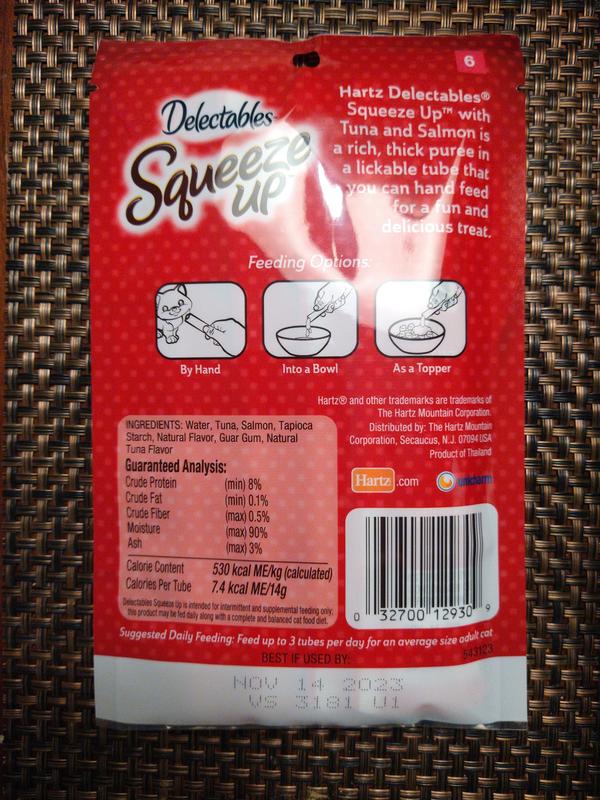 6
Delectables™
Squeeze
UP™
Hartz Delectables®
Squeeze Up™ with
Tuna and Salmon is
a rich, thick puree in
a lickable tube that
you can hand feed
for a fun and
delicious treat.
Feeding Options:
By Hand
Into a Bowl
As a Topper
Hartz® and other trademarks are trademarks of
The Hartz Mountain Corporation.
Distributed by: The Hartz Mountain
Corporation, Secaucus, N.J. 07094 USA
Product of Thailand
Hartz.com
unicharm
INGREDIENTS: Water, Tuna, Salmon, Tapioca
Starch, Natural Flavor, Guar Gum, Natural
Tuna Flavor
Guaranteed Analysis:
Crude Protein (min) 8%
Crude Fat (min) 0.1%
Crude Fiber (max) 0.5%
Moisture (max) 90%
Ash (max) 3%
Calorie Content 530 kcal ME/kg (calculated)
Calories Per Tube 7.4 kcal ME/14g
Delectables Squeeze Up is intended for intermittent and supplemental feeding only;
this product may be fed daily along with a complete and balanced cat food diet.
0 32700 12930 9
Suggested Daily Feeding: Feed up to 3 tubes per day for an average size adult cat
BEST IF USED BY:
543123
NOV 14 2023
VS 3181 U1